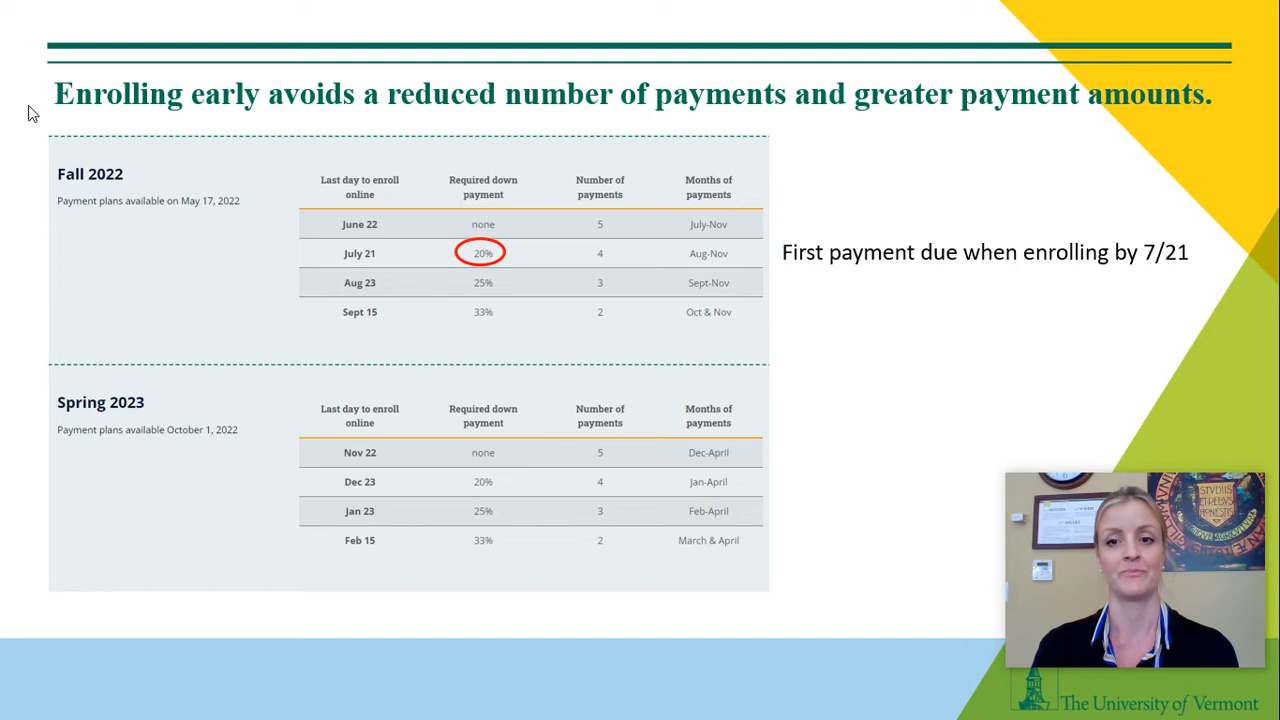 Enrolling early avoids a reduced number of payments and greater payment amounts.
Fall 2022
Payment plans available on May 17, 2022
Last day to enroll online
Required down payment
Number of payments
Months of payments
June 22 none 5 July-Nov
July 21 20% 4 Aug-Nov
Aug 23 25% 3 Sept-Nov
Sept 15 33% 2 Oct & Nov
First payment due when enrolling by 7/21
Spring 2023
Payment plans available October 1, 2022
Last day to enroll online
Required down payment
Number of payments
Months of payments
Nov 22 none 5 Dec-April
Dec 23 20% 4 Jan-April
Jan 23 25% 3 Feb-April
Feb 15 33% 2 March & April
STVDIIS
ET REBVS
HONESTIS
The University of Vermont